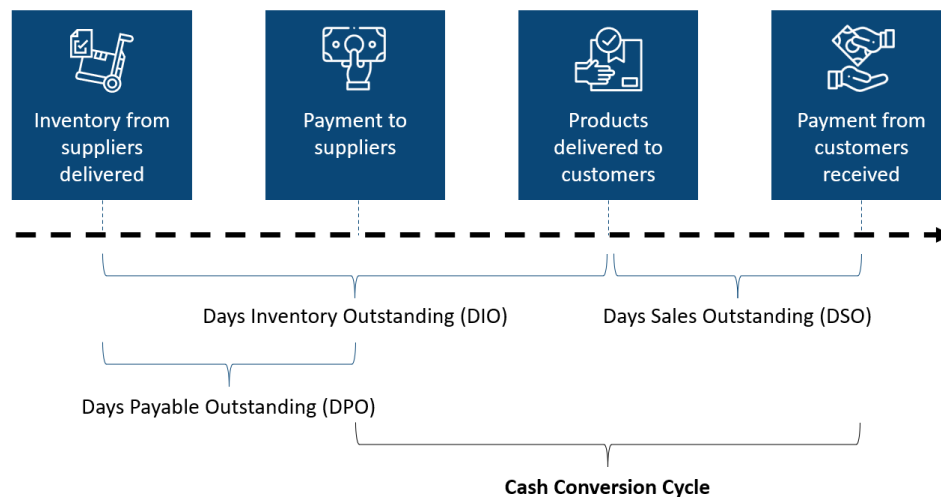 Inventory from
suppliers
delivered
Payment to
suppliers
Products
delivered to
customers
Payment from
customers
received
Days Inventory Outstanding (DIO)
Days Sales Outstanding (DSO)
Days Payable Outstanding (DPO)
Cash Conversion Cycle